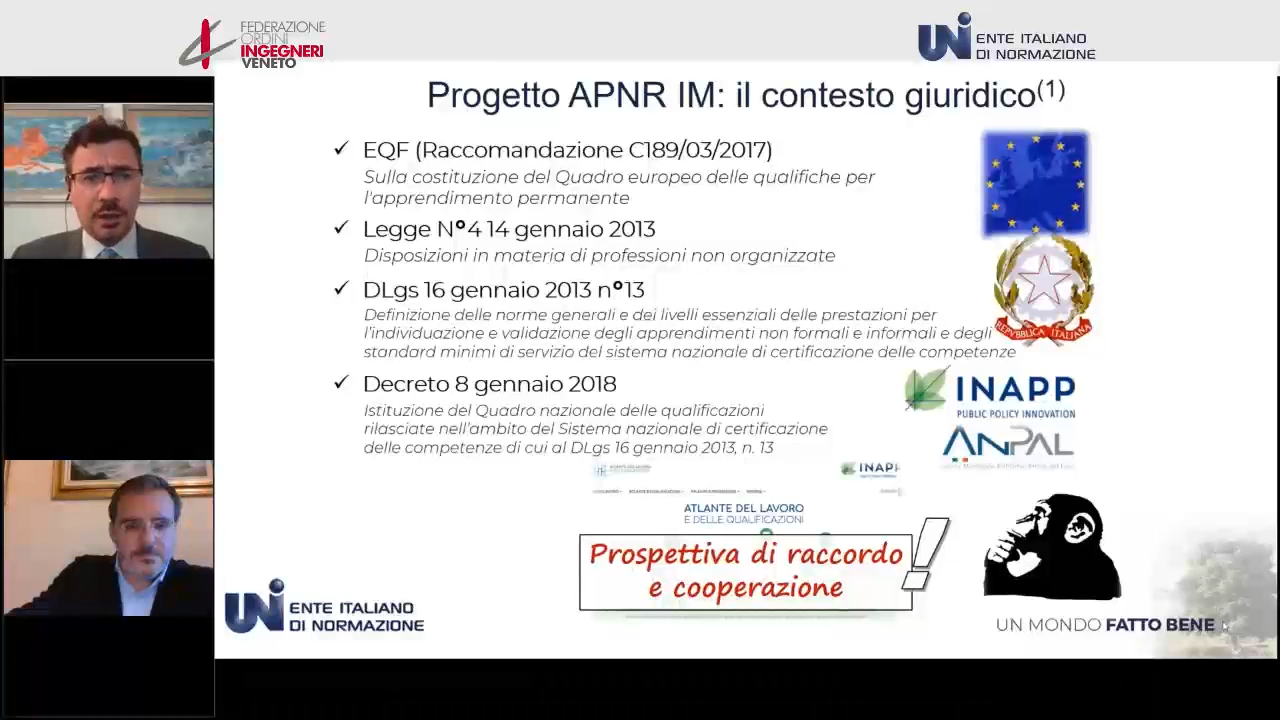 FEDERAZIONE
ORDINI
INGEGNERI
VENETO
UNI ENTE ITALIANO
DI NORMAZIONE
Progetto APNR IM: il contesto giuridico(1)
✓ EQF (Raccomandazione C189/03/2017)
Sulla costituzione del Quadro europeo delle qualifiche per
l'apprendimento permanente
✓ Legge N°4 14 gennaio 2013
Disposizioni in materia di professioni non organizzate
✓ DLgs 16 gennaio 2013 n°13
Definizione delle norme generali e dei livelli essenziali delle prestazioni per
l'individuazione e validazione degli apprendimenti non formali e informali e degli
standard minimi di servizio del sistema nazionale di certificazione delle competenze
REPVBBLICA ITALIANA
✓ Decreto 8 gennaio 2018
Istituzione del Quadro nazionale delle qualificazioni
rilasciate nell'ambito del Sistema nazionale di certificazione
delle competenze di cui al DLgs 16 gennaio 2013, n. 13
INAPP
PUBLIC POLICY INNOVATION
ANPAL
INAPP
ATLANTE DEL LAVORO
E DELLE QUALIFICAZIONI
Prospettiva di raccordo
e cooperazione
!
UNI ENTE ITALIANO
DI NORMAZIONE
UN MONDO FATTO BENE